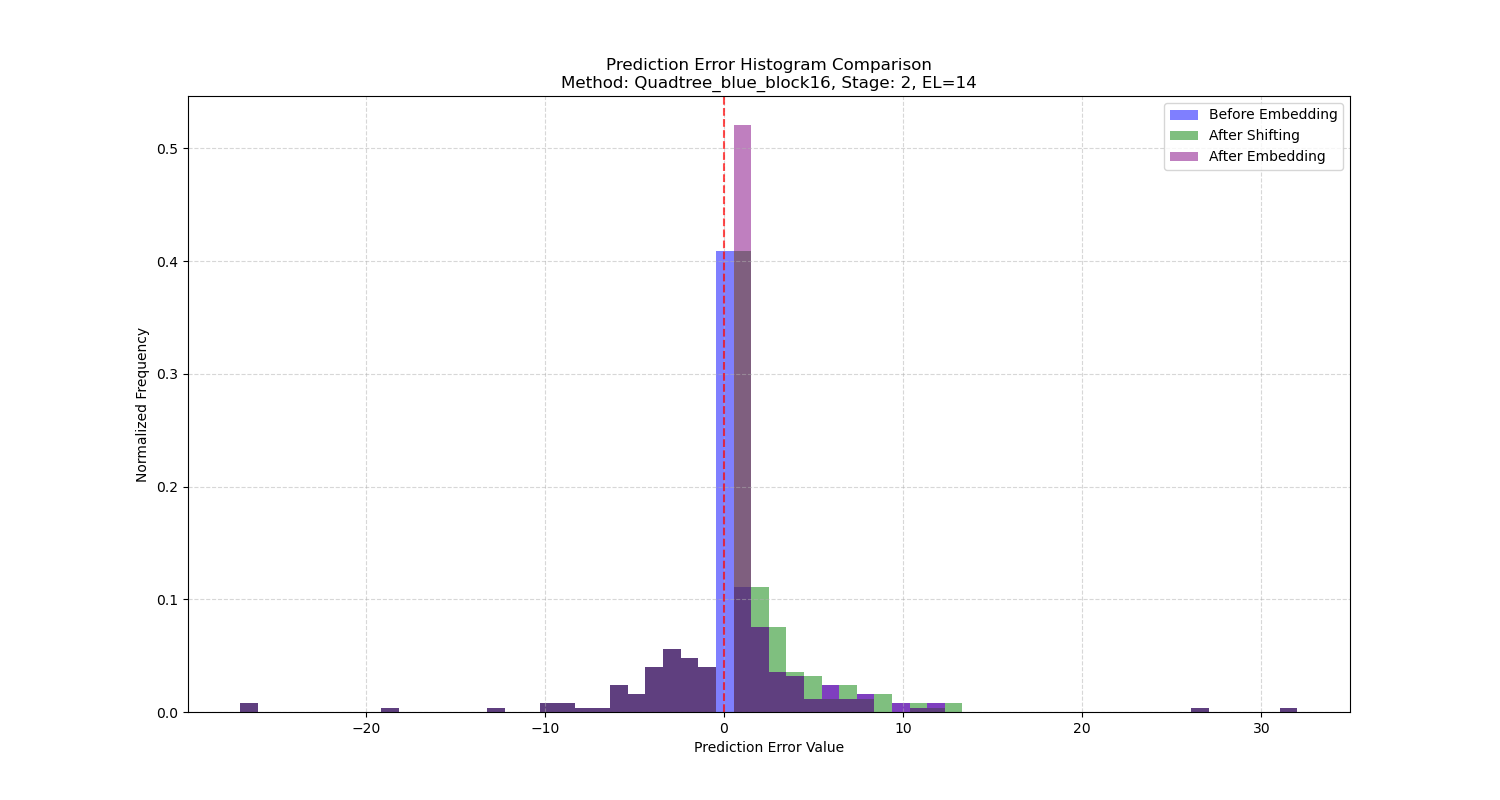 Prediction Error Histogram Comparison
Method: Quadtree_blue_block16, Stage: 2, EL=14
Before Embedding
After Shifting
After Embedding
Normalized Frequency
0.5
0.4
0.3
0.2
0.1
0.0
−20 −10 0 10 20 30
Prediction Error Value